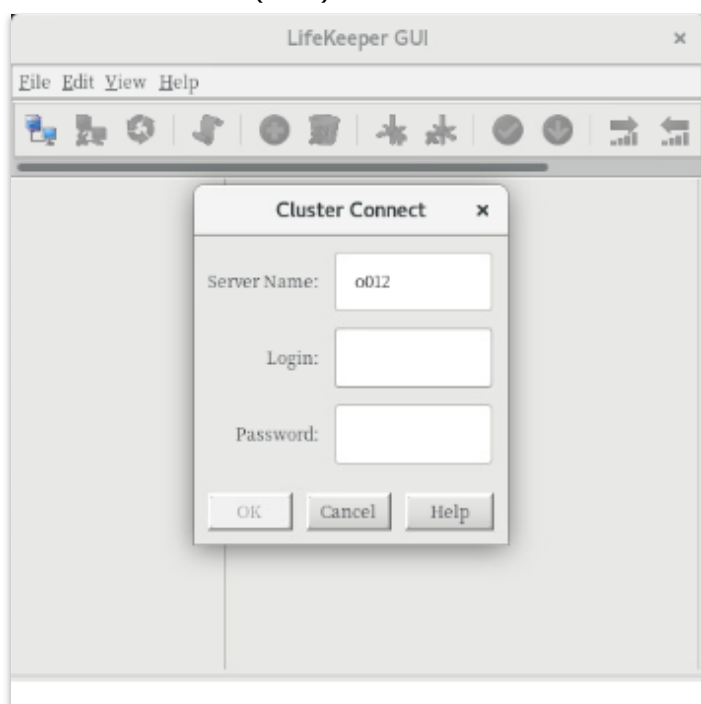 LifeKeeper GUI
File Edit View Help
Cluster Connect
Server Name: o012
Login:
Password:
OK Cancel Help